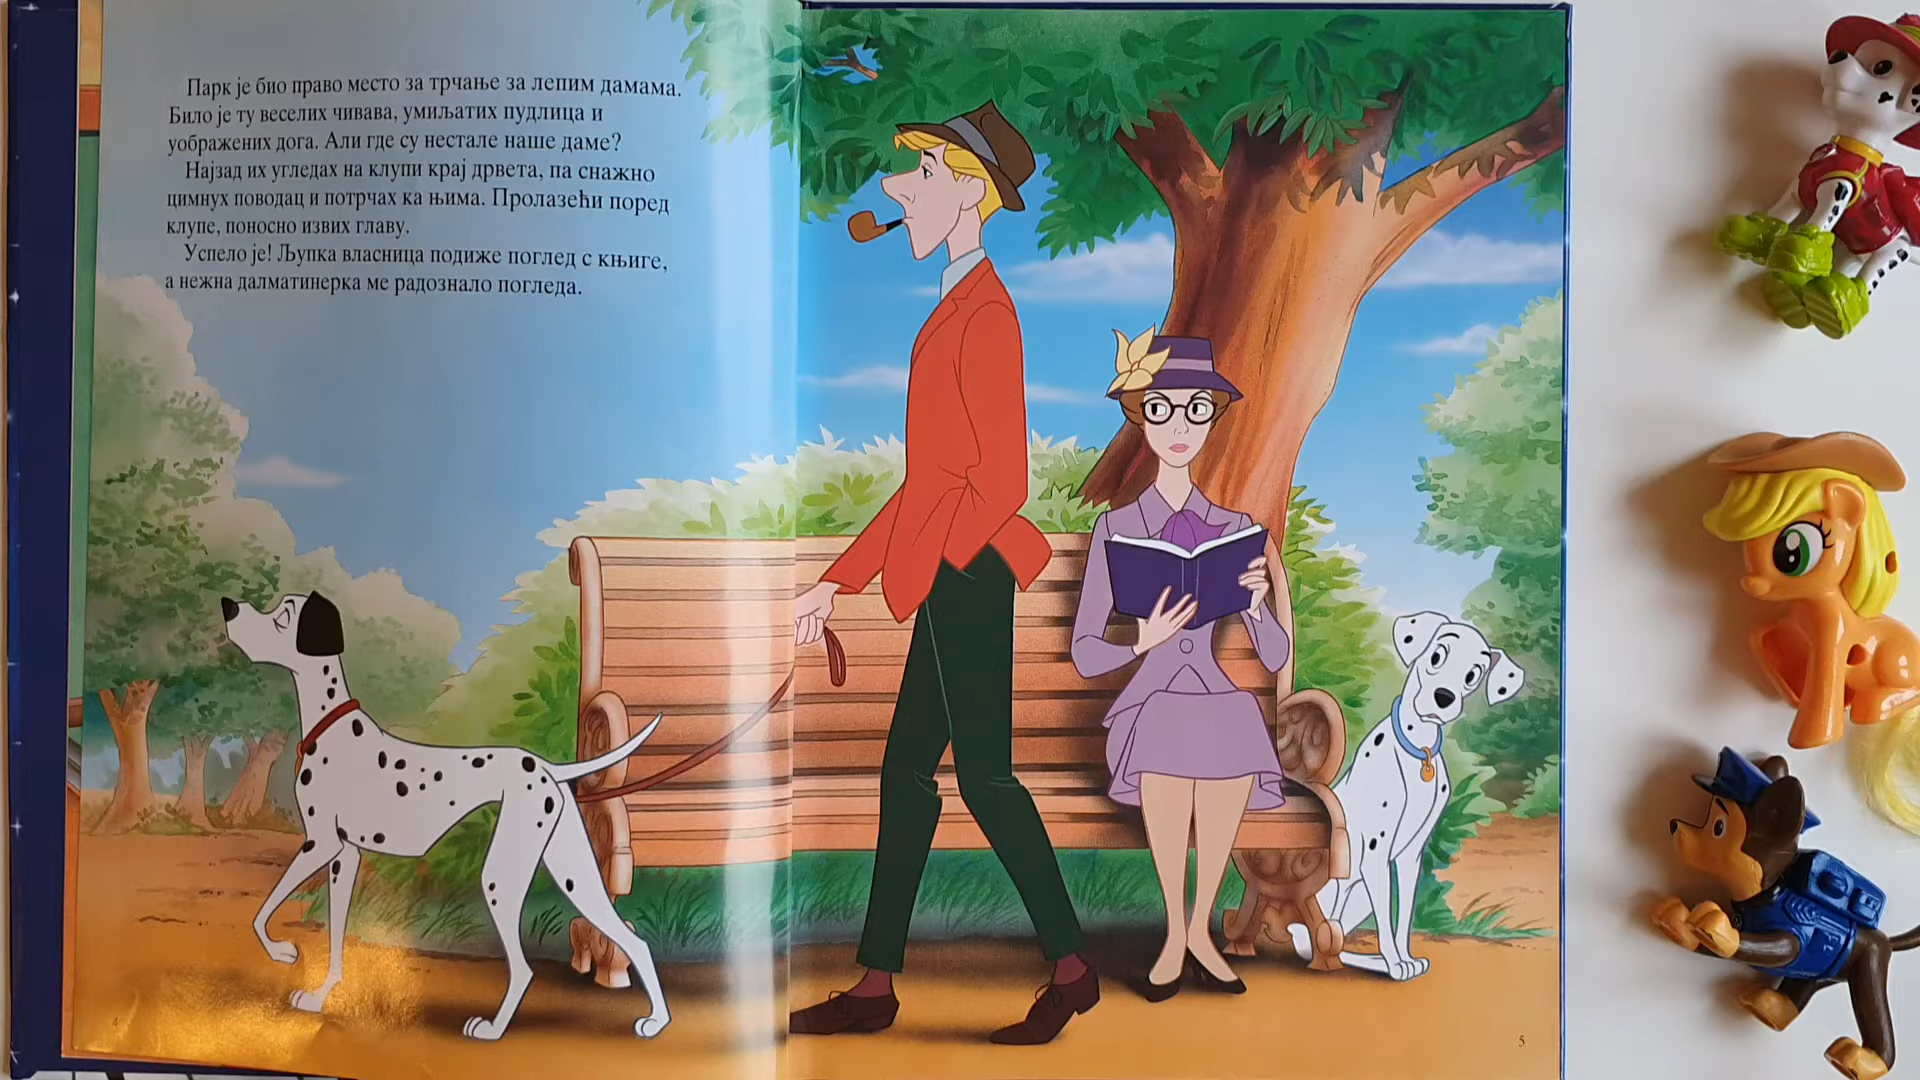 Парк је био право место за трчање за лепим дамама.
Било је ту веселих чивава, умиљатих пудлица и
уображених дога. Али где су нестале наше даме?
Најзад их угледах на клупи крај дрвета, па снажно
цимнух поводац и потрчах ка њима. Пролазећи поред
клупе, поносно извих главу.
Успело је! Љупка власница подиже поглед с књиге,
а нежна далматинерка ме радознало погледа.
4
5